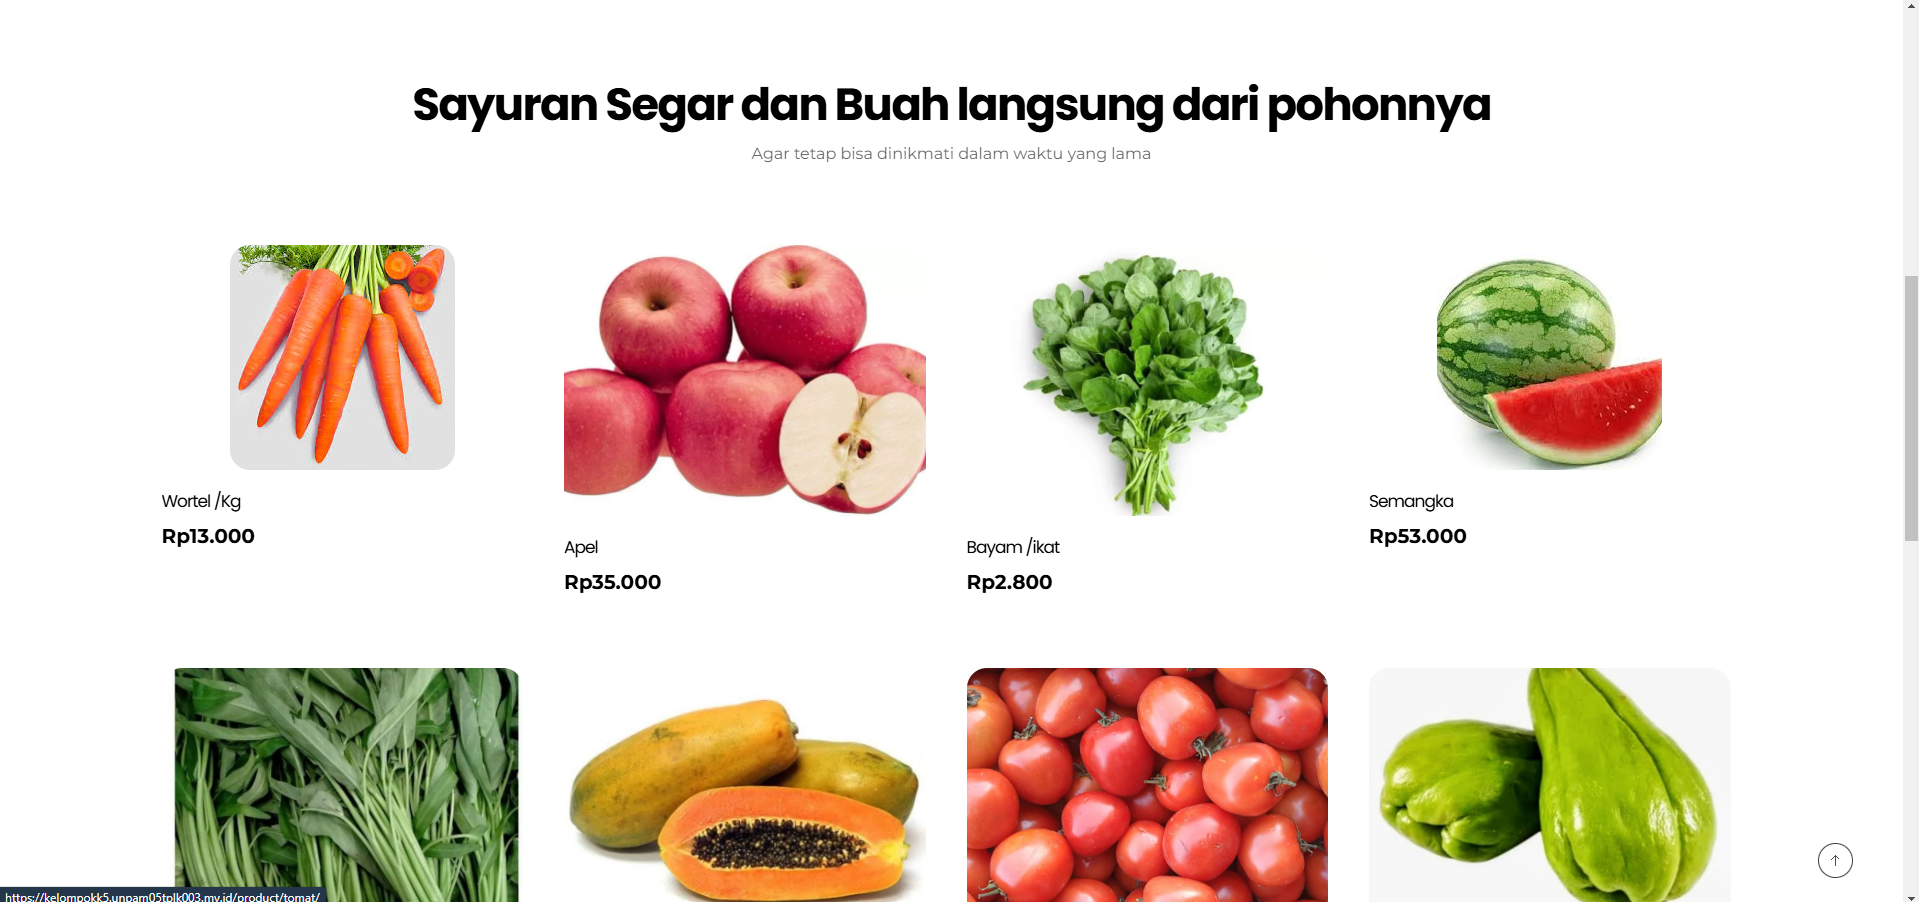 Sayuran Segar dan Buah langsung dari pohonnya
Agar tetap bisa dinikmati dalam waktu yang lama
Wortel /Kg
Rp13.000
Apel
Rp35.000
Bayam /ikat
Rp2.800
Semangka
Rp53.000
https://kelompokk5.unpam05tplk003.my.id/product/tomat/